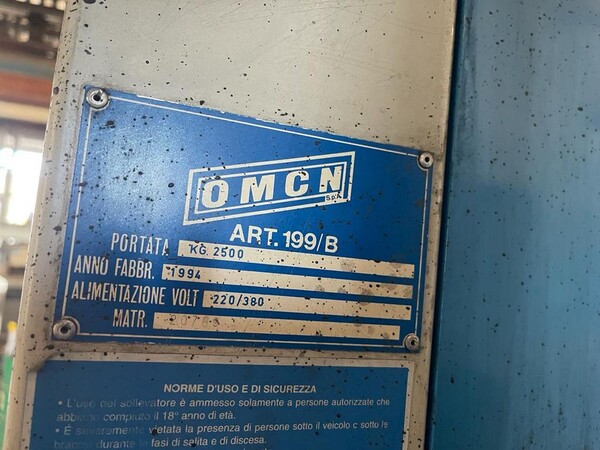 OMCN
S.p.A.
ART. 199/B
PORTATA KG. 2500
ANNO FABBR. 1994
ALIMENTAZIONE VOLT 220/380
MATR.
NORME D'USO E DI SICUREZZA
• L'uso del sollevatore è ammesso solamente a persone autorizzate che
abbiano compiuto il 18° anno di età.
• È severamente vietata la presenza di persone sotto il veicolo o sotto le
braccia durante le fasi di salita e di discesa.